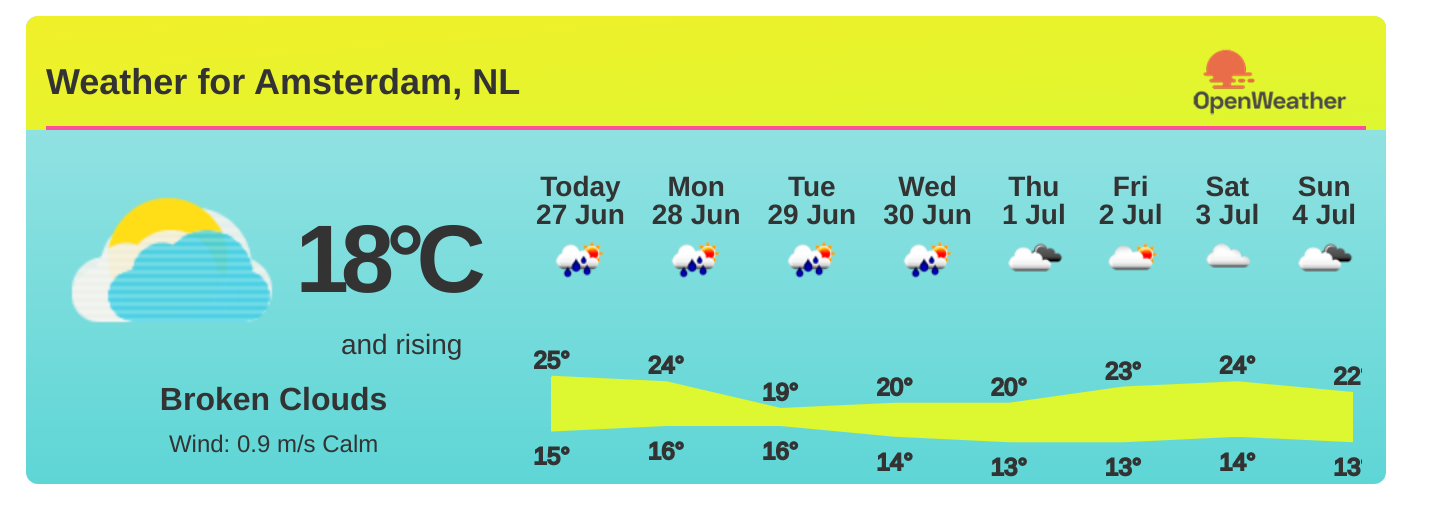 Weather for Amsterdam, NL
OpenWeather
18°C
and rising
Broken Clouds
Wind: 0.9 m/s Calm
Today Mon Tue Wed Thu Fri Sat Sun
27 Jun 28 Jun 29 Jun 30 Jun 1 Jul 2 Jul 3 Jul 4 Jul
25° 24° 19° 20° 20° 23° 24° 22°
15° 16° 16° 14° 13° 13° 14° 13°